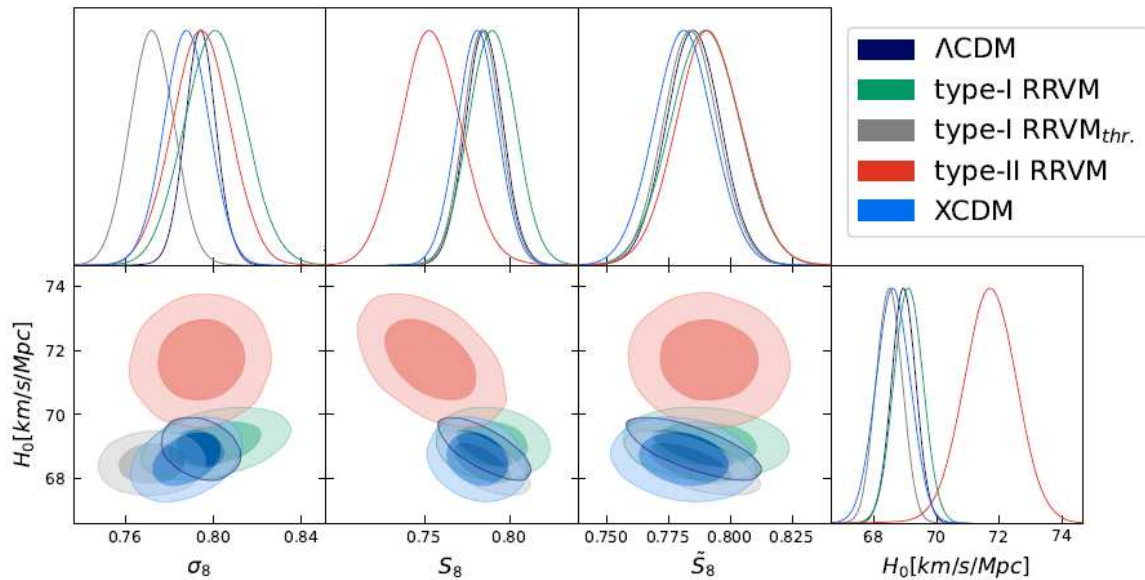 ΛCDM
type-I RRVM
type-I RRVM_{thr.}
type-II RRVM
XCDM
74
72
70
68
H_0[km/s/Mpc]
0.76 0.80 0.84
σ_8
0.75 0.80
S_8
0.750 0.775 0.800 0.825
S̃_8
68 70 72 74
H_0[km/s/Mpc]